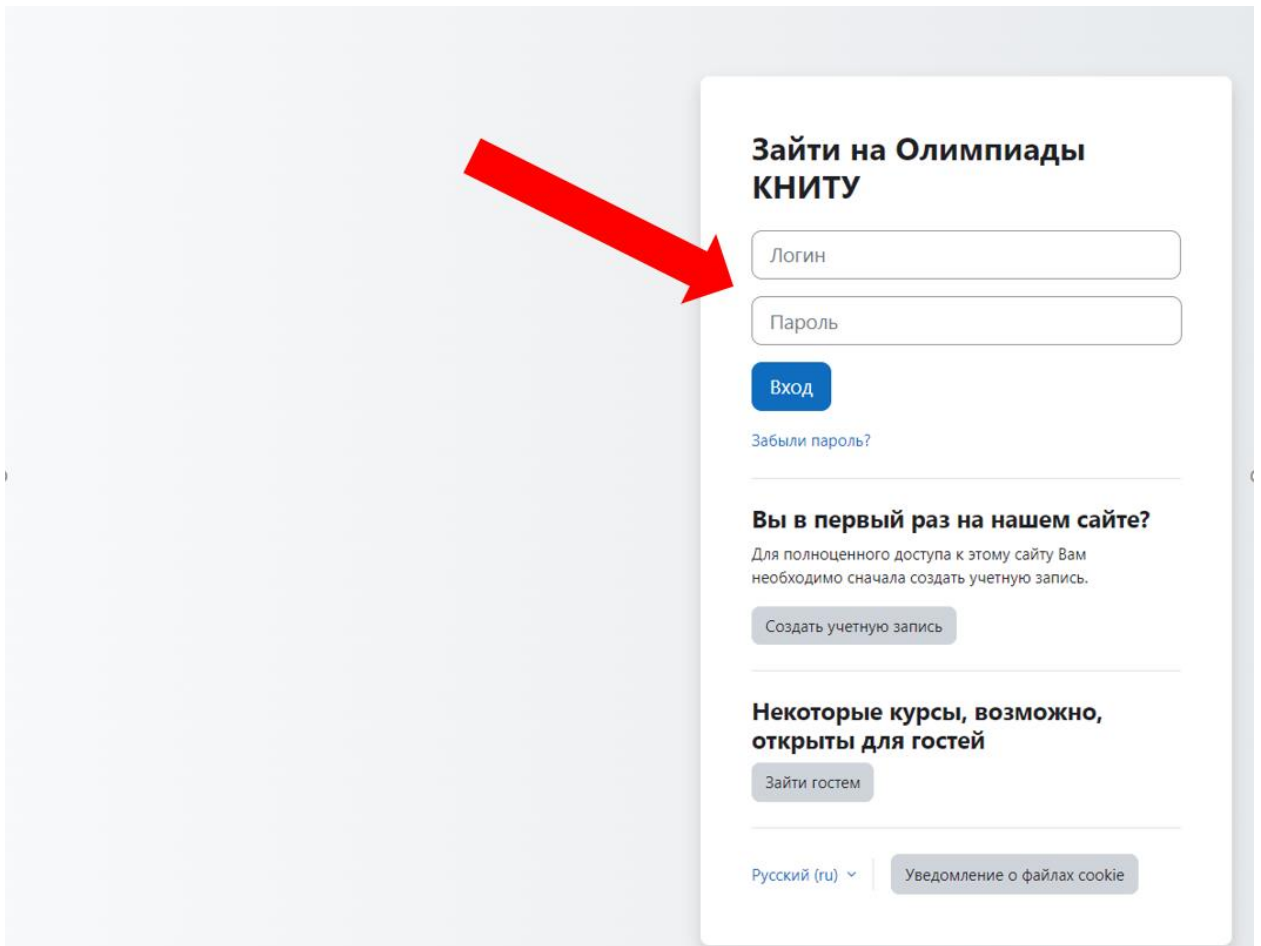 Зайти на Олимпиады
КНИТУ
Логин
Пароль
Вход
Забыли пароль?
Вы в первый раз на нашем сайте?
Для полноценного доступа к этому сайту Вам
необходимо сначала создать учетную запись.
Создать учетную запись
Некоторые курсы, возможно,
открыты для гостей
Зайти гостем
Русский (ru)
Уведомление о файлах cookie